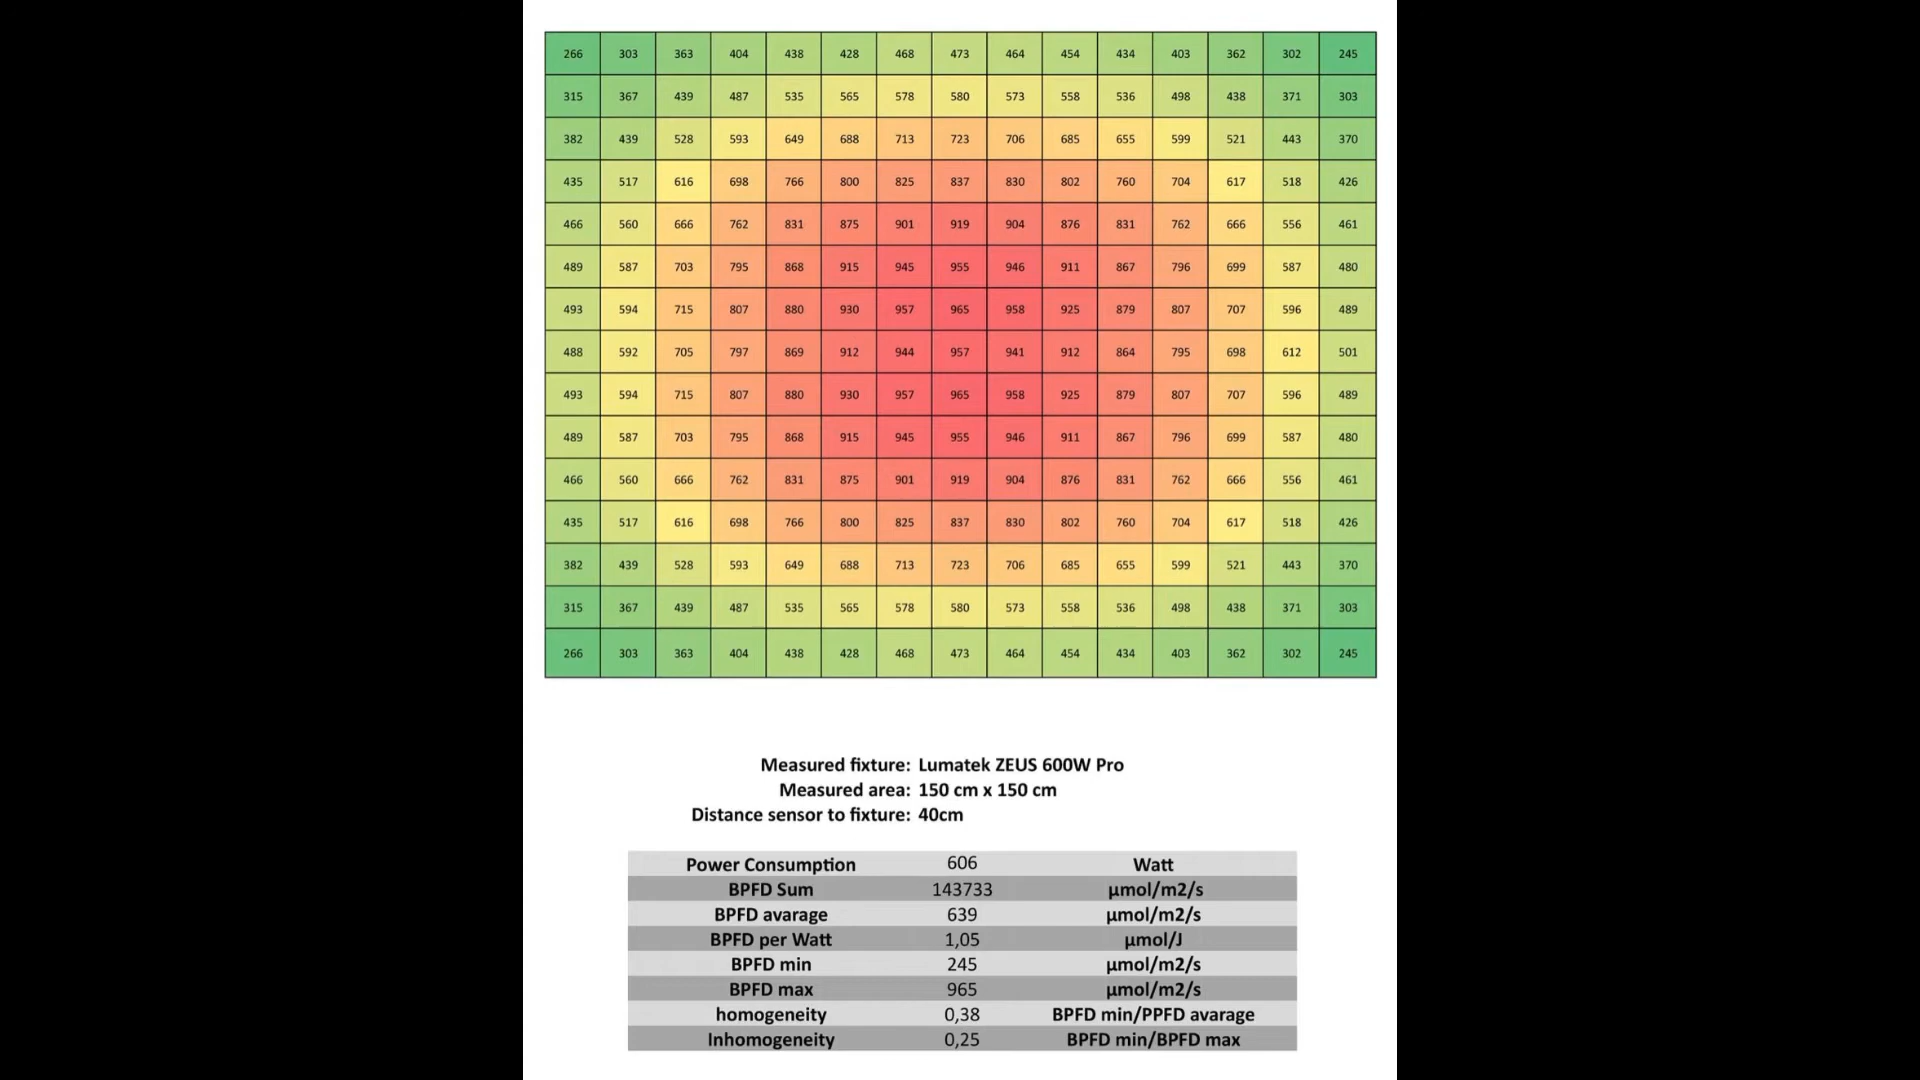 266 303 363 404 438 428 468 473 464 454 434 403 362 302 245
315 367 439 487 535 565 578 580 573 558 536 498 438 371 303
382 439 528 593 649 688 713 723 706 685 655 599 521 443 370
435 517 616 698 766 800 825 837 830 802 760 704 617 518 426
466 560 666 762 831 875 901 919 904 876 831 762 666 556 461
489 587 703 795 868 915 945 955 946 911 867 796 699 587 480
493 594 715 807 880 930 957 965 958 925 879 807 707 596 489
488 592 705 797 869 912 944 957 941 912 864 795 698 612 501
493 594 715 807 880 930 957 965 958 925 879 807 707 596 489
489 587 703 795 868 915 945 955 946 911 867 796 699 587 480
466 560 666 762 831 875 901 919 904 876 831 762 666 556 461
435 517 616 698 766 800 825 837 830 802 760 704 617 518 426
382 439 528 593 649 688 713 723 706 685 655 599 521 443 370
315 367 439 487 535 565 578 580 573 558 536 498 438 371 303
266 303 363 404 438 428 468 473 464 454 434 403 362 302 245
Measured fixture: Lumatek ZEUS 600W Pro
Measured area: 150 cm x 150 cm
Distance sensor to fixture: 40cm
Power Consumption 606 Watt
BPFD Sum 143733 μmol/m2/s
BPFD avarage 639 μmol/m2/s
BPFD per Watt 1,05 μmol/J
BPFD min 245 μmol/m2/s
BPFD max 965 μmol/m2/s
homogeneity 0,38 BPFD min/PPFD avarage
Inhomogeneity 0,25 BPFD min/BPFD max